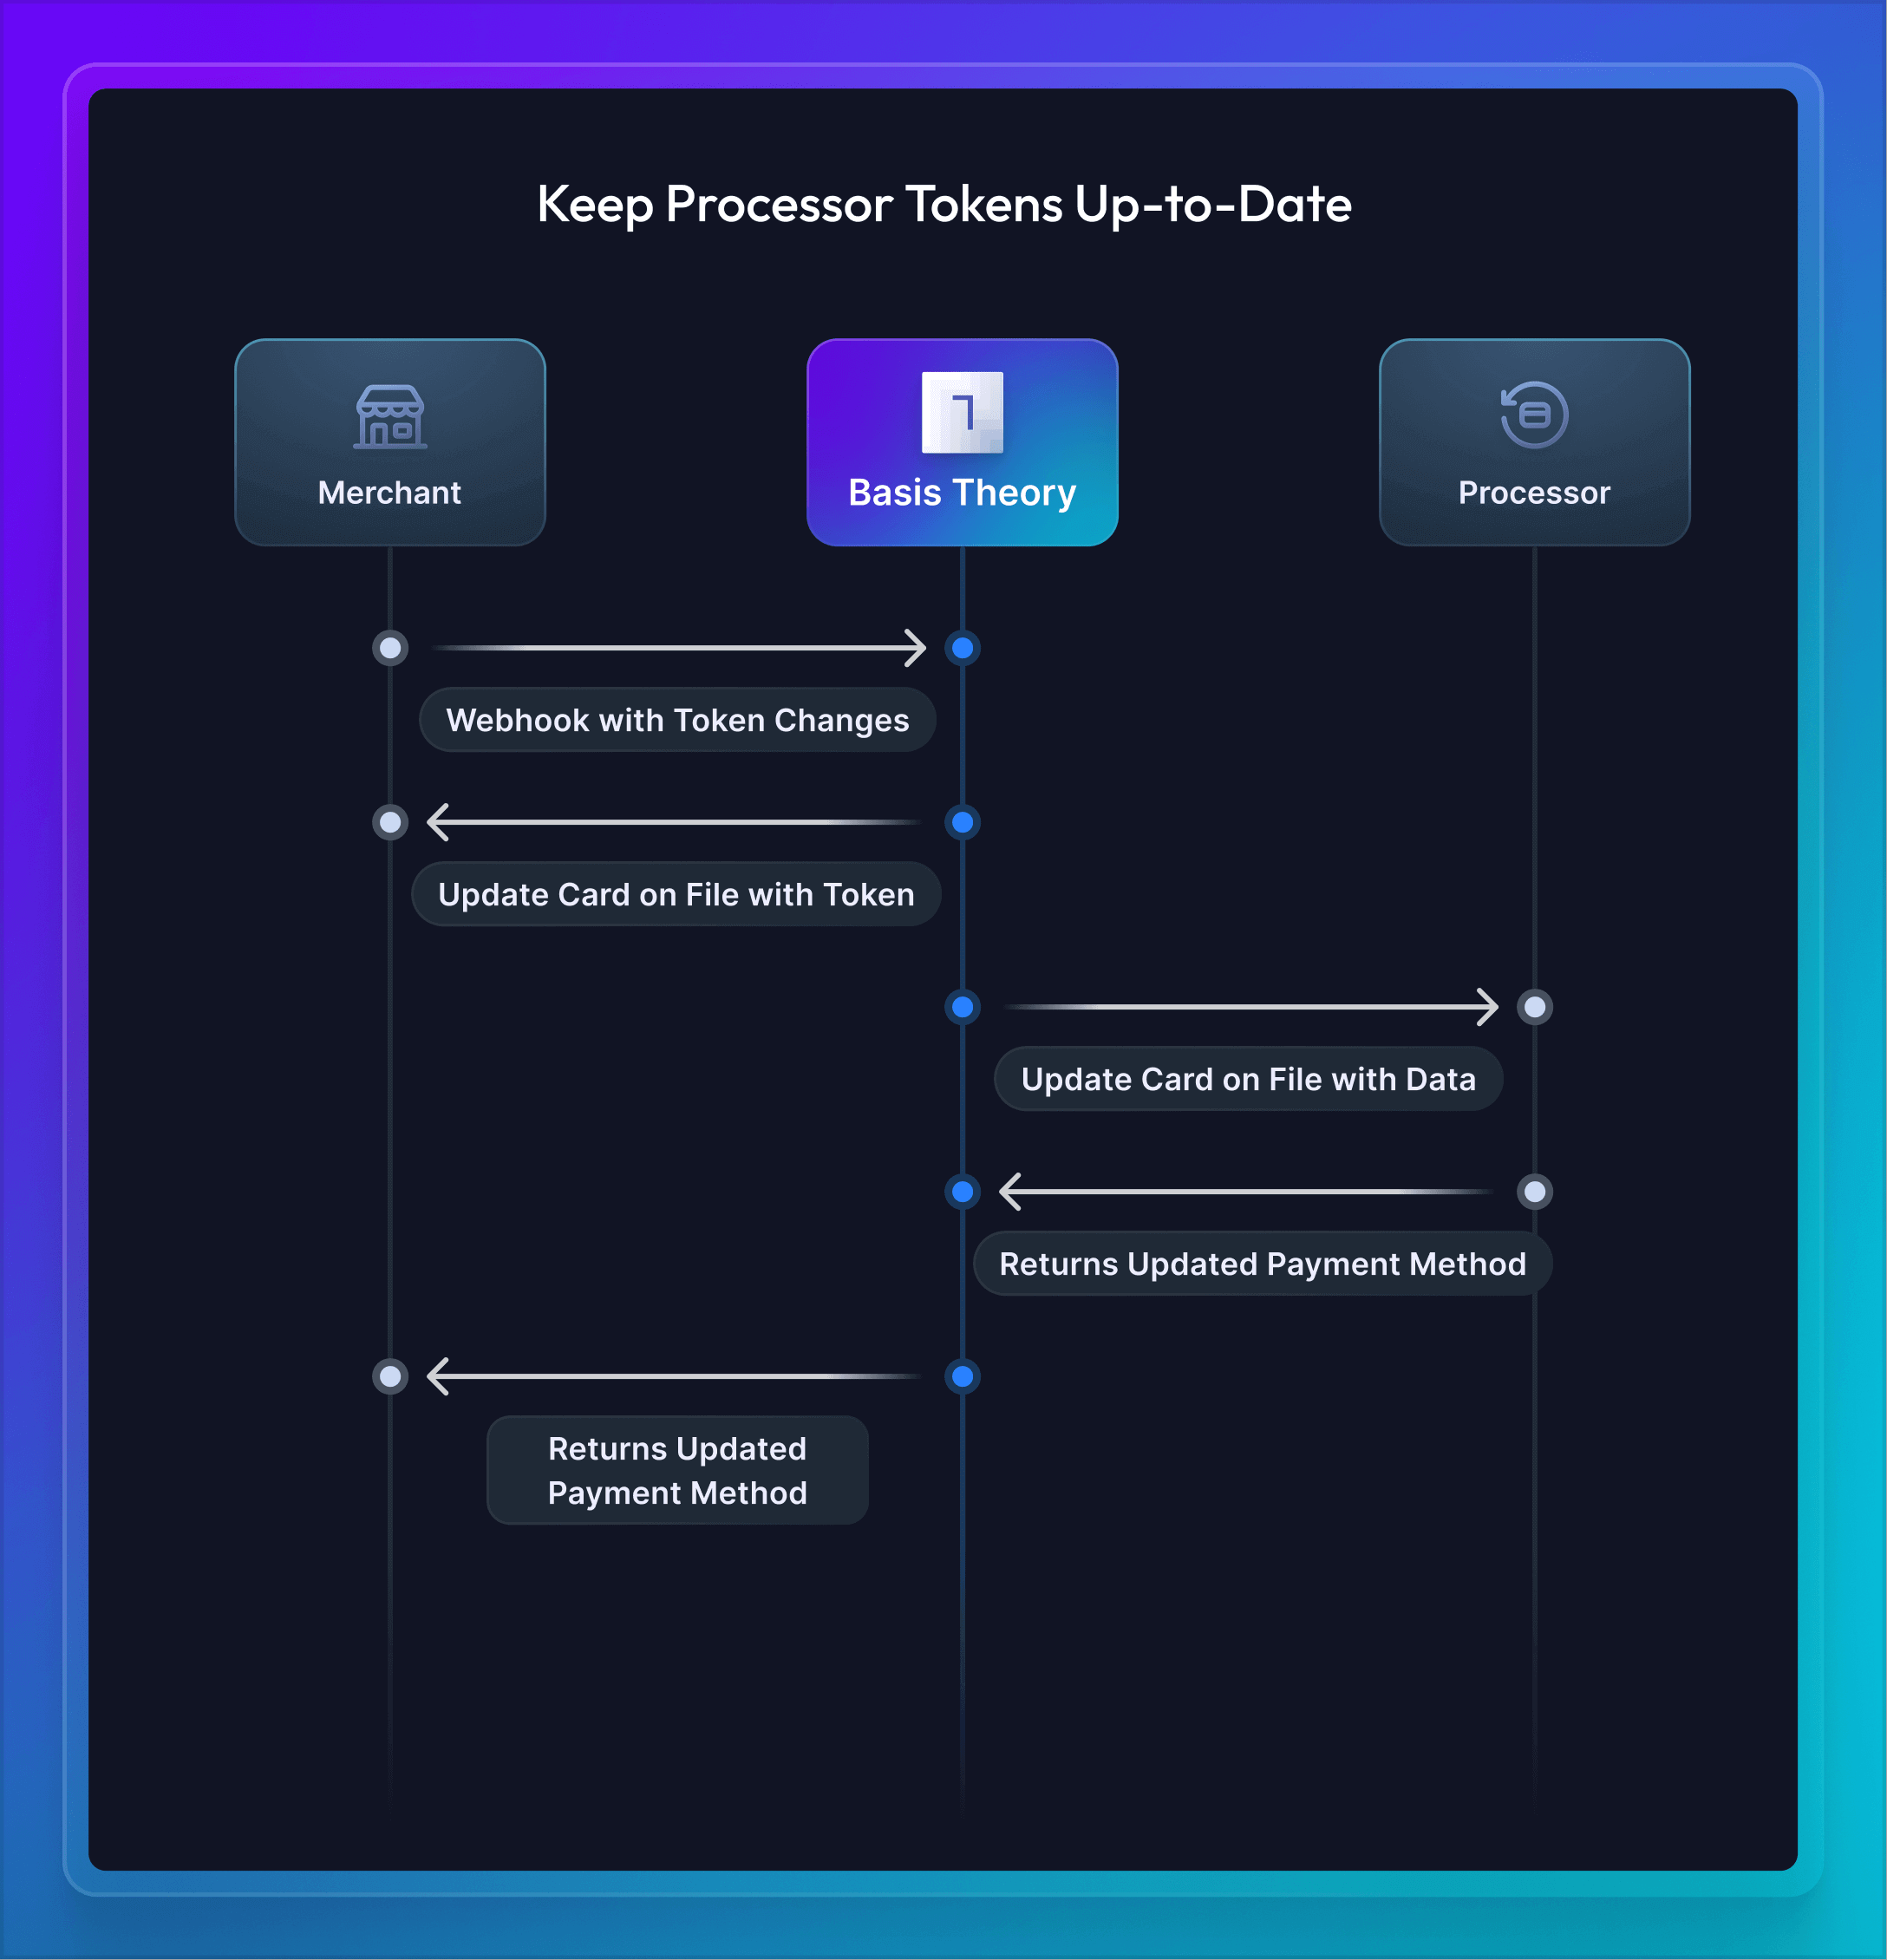 Keep Processor Tokens Up-to-Date
Merchant
Basis Theory
Processor
Webhook with Token Changes
Update Card on File with Token
Update Card on File with Data
Returns Updated Payment Method
Returns Updated
Payment Method